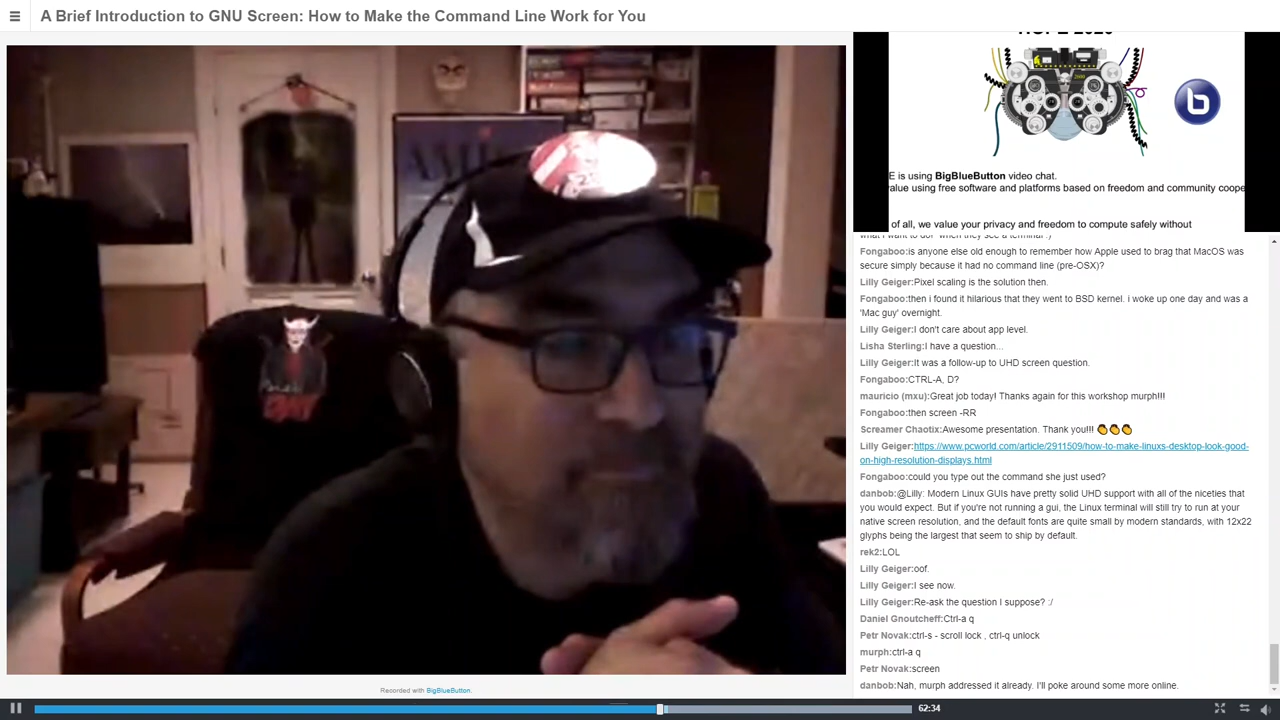 A Brief Introduction to GNU Screen: How to Make the Command Line Work for You
E is using BigBlueButton video chat.
value using free software and platforms based on freedom and community coope
of all, we value your privacy and freedom to compute safely without
what I want to do" when they see a terminal :)
Fongaboo:is anyone else old enough to remember how Apple used to brag that MacOS was
secure simply because it had no command line (pre-OSX)?
Lilly Geiger:Pixel scaling is the solution then.
Fongaboo:then i found it hilarious that they went to BSD kernel. i woke up one day and was a
'Mac guy' overnight.
Lilly Geiger:I don't care about app level.
Lisha Sterling:I have a question...
Lilly Geiger:It was a follow-up to UHD screen question.
Fongaboo:CTRL-A, D?
mauricio (mxu):Great job today! Thanks again for this workshop murph!!!
Fongaboo:then screen -RR
Screamer Chaotix:Awesome presentation. Thank you!!! 👏👏👏
Lilly Geiger:https://www.pcworld.com/article/2911509/how-to-make-linuxs-desktop-look-good-
on-high-resolution-displays.html
Fongaboo:could you type out the command she just used?
danbob:@Lilly: Modern Linux GUIs have pretty solid UHD support with all of the niceties that
you would expect. But if you're not running a gui, the Linux terminal will still try to run at your
native screen resolution, and the default fonts are quite small by modern standards, with 12x22
glyphs being the largest that seem to ship by default.
rek2:LOL
Lilly Geiger:oof.
Lilly Geiger:I see now.
Lilly Geiger:Re-ask the question I suppose? :/
Daniel Gnoutcheff:Ctrl-a q
Petr Novak:ctrl-s - scroll lock , ctrl-q unlock
murph:ctrl-a q
Petr Novak:screen
danbob:Nah, murph addressed it already. I'll poke around some more online.
Recorded with BigBlueButton.
62:34